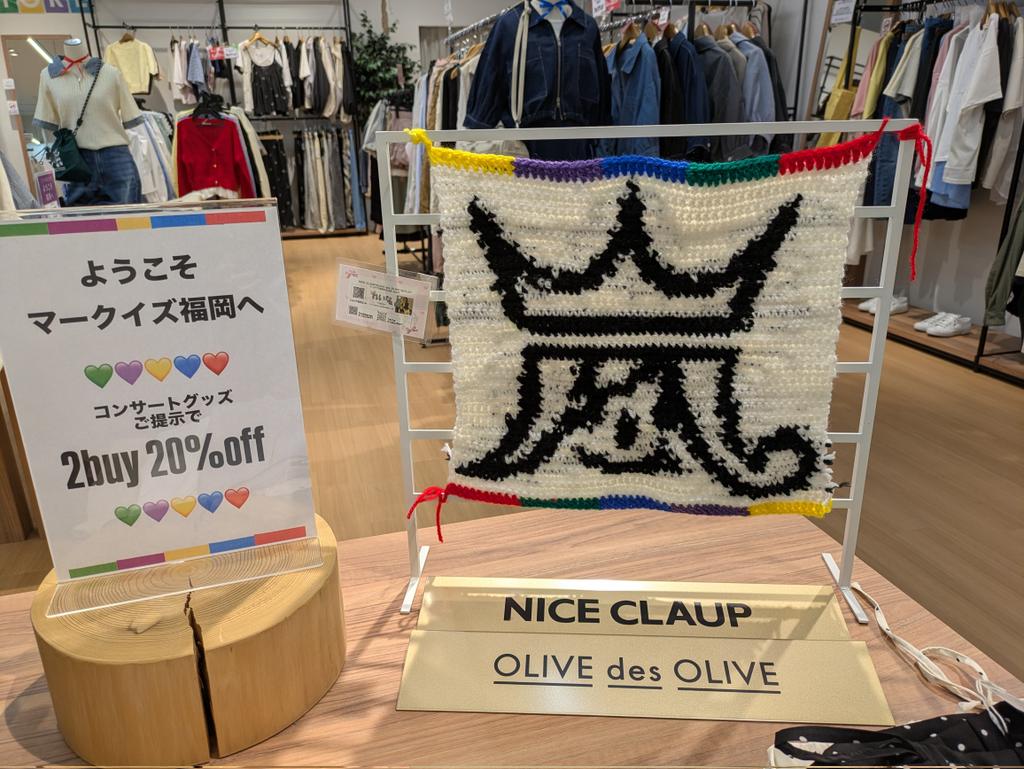 ようこそ
マークイズ福岡へ
コンサートグッズ
ご提示で
2buy 20%off
NICE CLAUP
OLIVE des OLIVE